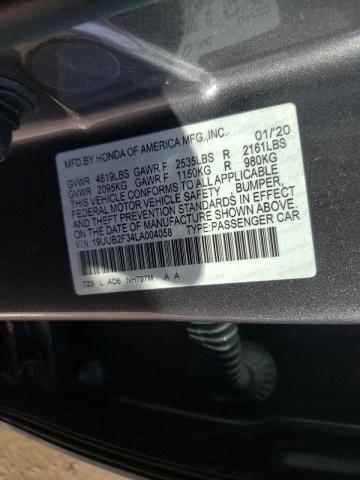 MFD.BY HONDA OF AMERICA MFG.,INC. 01/20
GVWR 4619LBS GAWR F 2535LBS R 2161LBS
GVWR 2095KG GAWR F 1150KG R 980KG
THIS VEHICLE CONFORMS TO ALL APPLICABLE
FEDERAL MOTOR VEHICLE SAFETY BUMPER,
AND THEFT PREVENTION STANDARDS IN EFFECT
ON THE DATE OF MANUFACTURE SHOWN ABOVE.
V.I.N:19UUB2F34LA004058 TYPE:PASSENGER CAR
TZ3 L AD6 NH797M A A